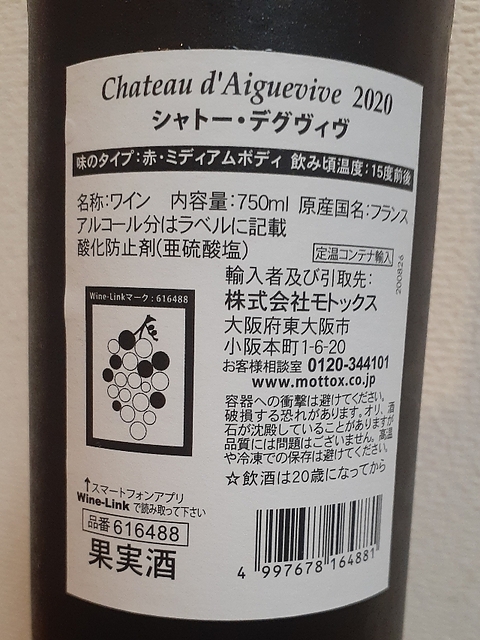 Chateau d'Aiguevive 2020
シャトー・デグヴィヴ
味のタイプ:赤・ミディアムボディ 飲み頃温度:15度前後
名称:ワイン 内容量:750ml 原産国名:フランス
アルコール分はラベルに記載
酸化防止剤(亜硫酸塩)
定温コンテナ輸入
200826
輸入者及び引取先:
株式会社モトックス
大阪府東大阪市
小阪本町1-6-20
お客様相談室 0120-344101
www.mottox.co.jp
容器への衝撃は避けてください。
破損する恐れがあります。オリ、酒
石が沈殿していることがありますが
品質には問題はございません。高温
や冷凍での保存は避けてください。
☆飲酒は20歳になってから
Wine-Linkマーク:616488
↑スマートフォンアプリ
Wine-Linkで読み取って下さい
品番 616488
果実酒
4 997678 164881